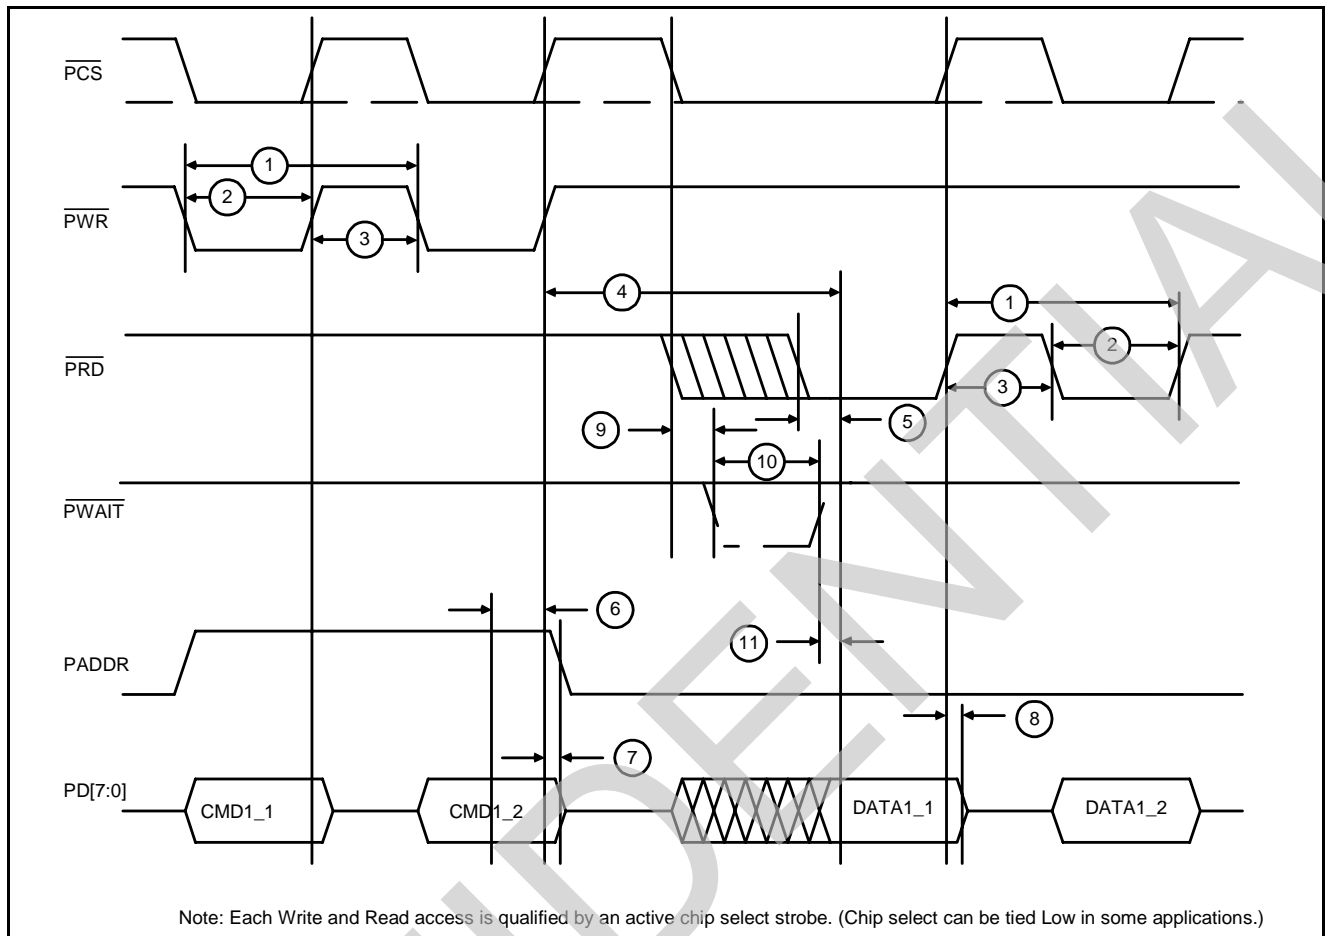 PCS
1
2
PWR
3
4
1
PRD
2
3
9
5
10
PWAIT
6
11
PADDR
8
7
PD[7:0]
CMD1_1
CMD1_2
DATA1_1
DATA1_2
Note: Each Write and Read access is qualified by an active chip select strobe. (Chip select can be tied Low in some applications.)
IDENTIAL